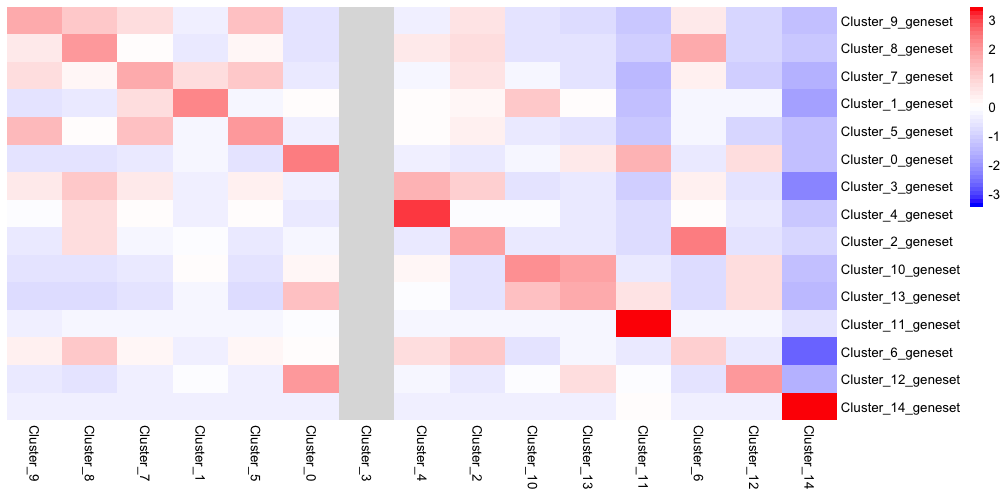 Cluster_9_geneset
Cluster_8_geneset
Cluster_7_geneset
Cluster_1_geneset
Cluster_5_geneset
Cluster_0_geneset
Cluster_3_geneset
Cluster_4_geneset
Cluster_2_geneset
Cluster_10_geneset
Cluster_13_geneset
Cluster_11_geneset
Cluster_6_geneset
Cluster_12_geneset
Cluster_14_geneset
3
2
1
0
-1
-2
-3
Cluster_9
Cluster_8
Cluster_7
Cluster_1
Cluster_5
Cluster_0
Cluster_3
Cluster_4
Cluster_2
Cluster_10
Cluster_13
Cluster_11
Cluster_6
Cluster_12
Cluster_14